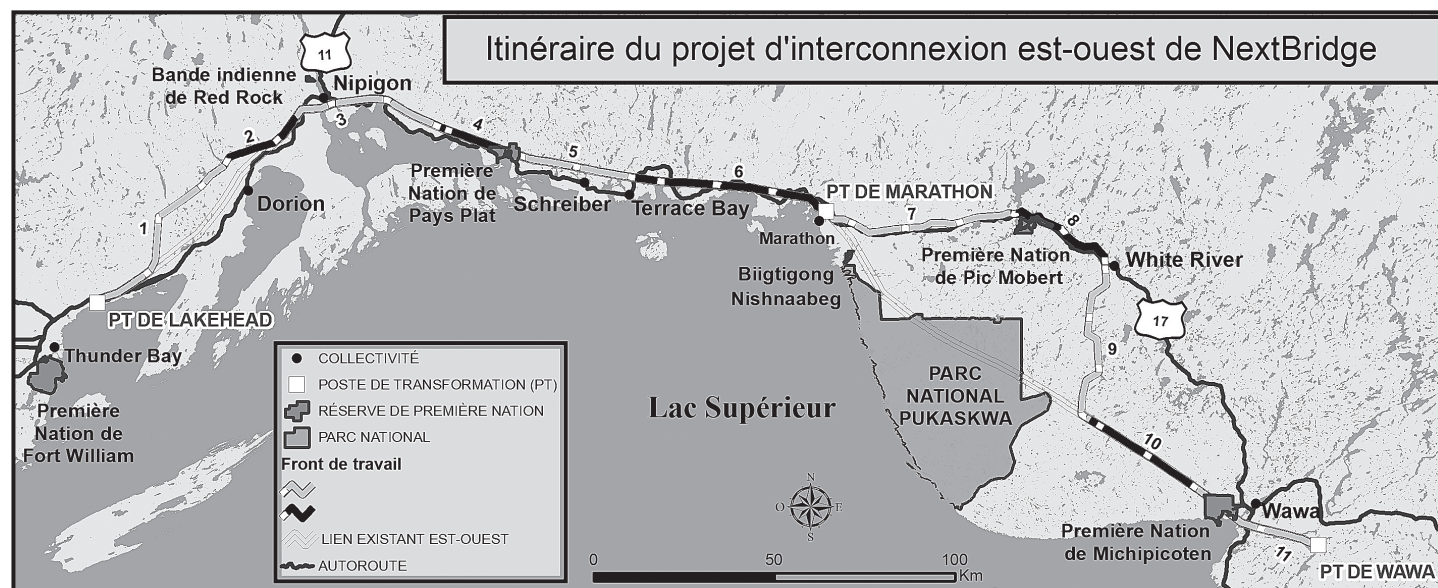 Itinéraire du projet d'interconnexion est-ouest de NextBridge
11
Bande indienne
de Red Rock
Nipigon
1
2
3
4
5
6
7
8
9
10
11
Dorion
Première
Nation de
Pays Plat
Schreiber
Terrace Bay
PT DE MARATHON
Marathon
Biigtigong
Nishnaabeg
Première Nation
de Pic Mobert
White River
17
PT DE LAKEHEAD
Thunder Bay
Première
Nation de
Fort William
PARC
NATIONAL
PUKASKWA
Lac Supérieur
Wawa
Première Nation
de Michipicoten
PT DE WAWA
COLLECTIVITÉ
POSTE DE TRANSFORMATION (PT)
RÉSERVE DE PREMIÈRE NATION
PARC NATIONAL
Front de travail
LIEN EXISTANT EST-OUEST
AUTOROUTE
N
O E
S
0 50 100
Km